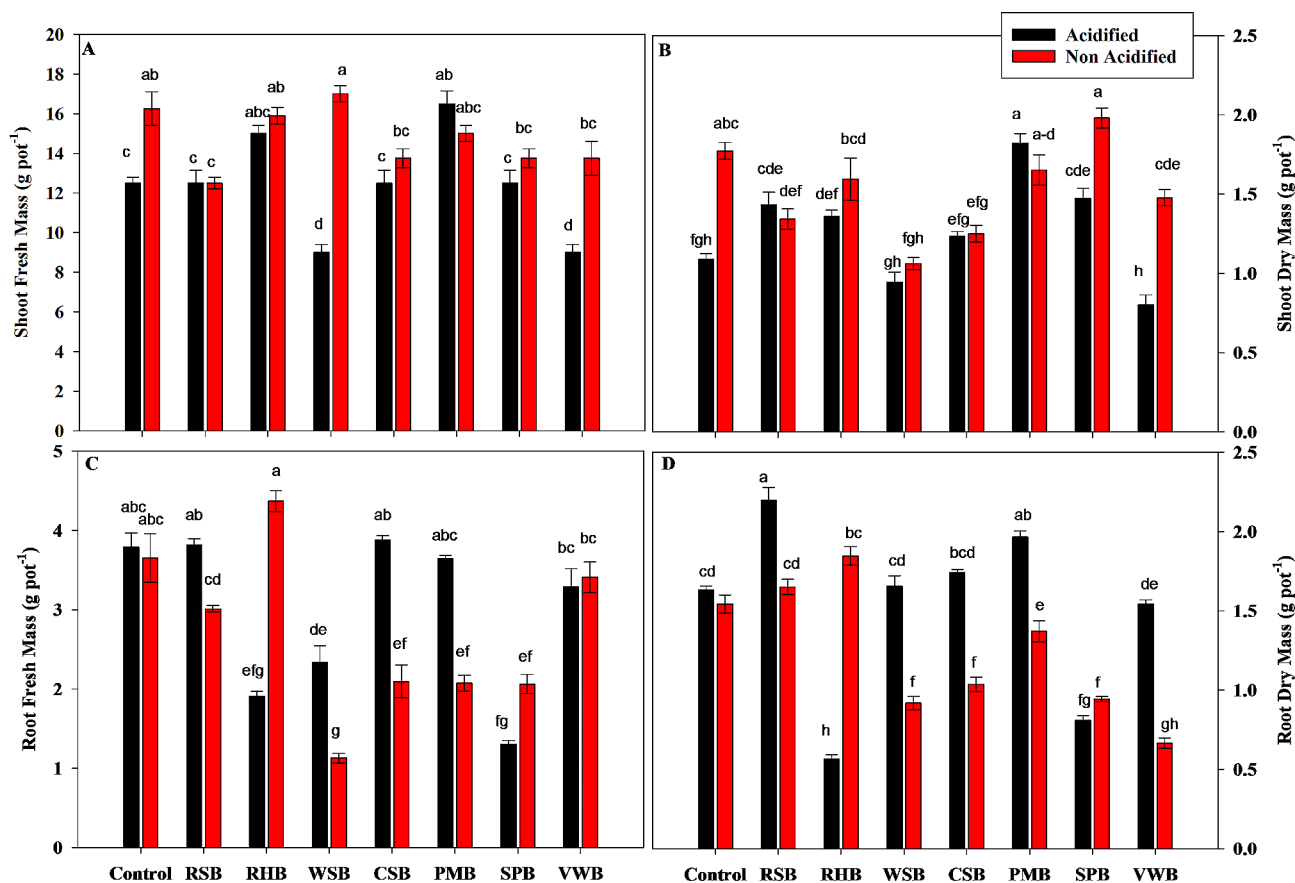 Acidified
Non Acidified
A
20
18
16
14
12
10
8
6
4
2
0
Shoot Fresh Mass (g pot-1)
c ab c c abc ab d a c bc ab abc c bc d bc
B
2.5
2.0
1.5
1.0
0.5
0.0
Shoot Dry Mass (g pot-1)
fgh abc cde def def bcd gh fgh efg efg a a-d cde a h cde
C
5
4
3
2
1
0
Root Fresh Mass (g pot-1)
abc abc ab cd efg a de g ab ef abc ef fg ef bc bc
Control RSB RHB WSB CSB PMB SPB VWB
D
2.5
2.0
1.5
1.0
0.5
0.0
Root Dry Mass (g pot-1)
cd a cd h bc cd f bcd f ab e fg f de gh
Control RSB RHB WSB CSB PMB SPB VWB